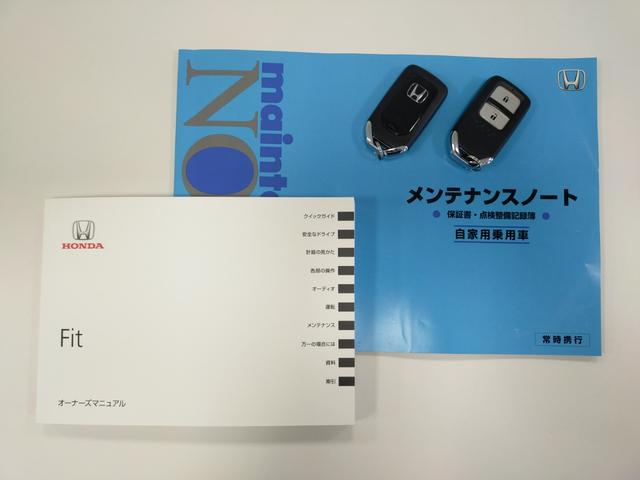 mainte
NO
メンテナンスノート
● 保証書・点検整備記録簿 ●
自家用乗用車
常時携行
HONDA
Fit
オーナーズマニュアル
クイックガイド
安全なドライブ
計器の見かた
各部の操作
オーディオ
運転
メンテナンス
万一の場合には
資料
索引